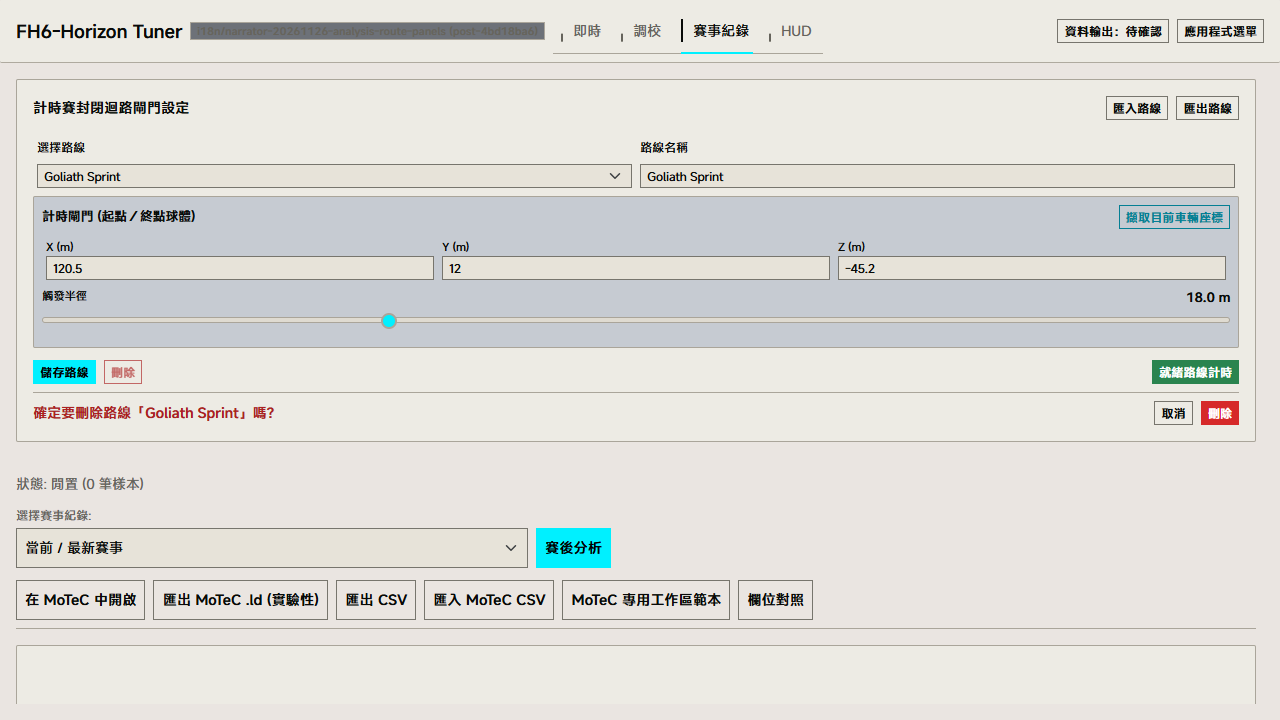 FH6-Horizon Tuner
i18n/narrator-20261126-analysis-route-panels (post-4bd18ba6)
即時
調校
賽事紀錄
HUD
資料輸出: 待確認
應用程式選單
計時賽封閉迴路閘門設定
匯入路線
匯出路線
選擇路線
路線名稱
Goliath Sprint
Goliath Sprint
計時閘門 (起點／終點球體)
擷取目前車輛座標
X (m)
Y (m)
Z (m)
120.5
12
-45.2
觸發半徑
18.0 m
儲存路線
刪除
就緒路線計時
確定要刪除路線「Goliath Sprint」嗎?
取消
刪除
狀態: 閒置 (0 筆樣本)
選擇賽事紀錄:
當前 / 最新賽事
賽後分析
在 MoTeC 中開啟
匯出 MoTeC .ld (實驗性)
匯出 CSV
匯入 MoTeC CSV
MoTeC 專用工作區範本
欄位對照